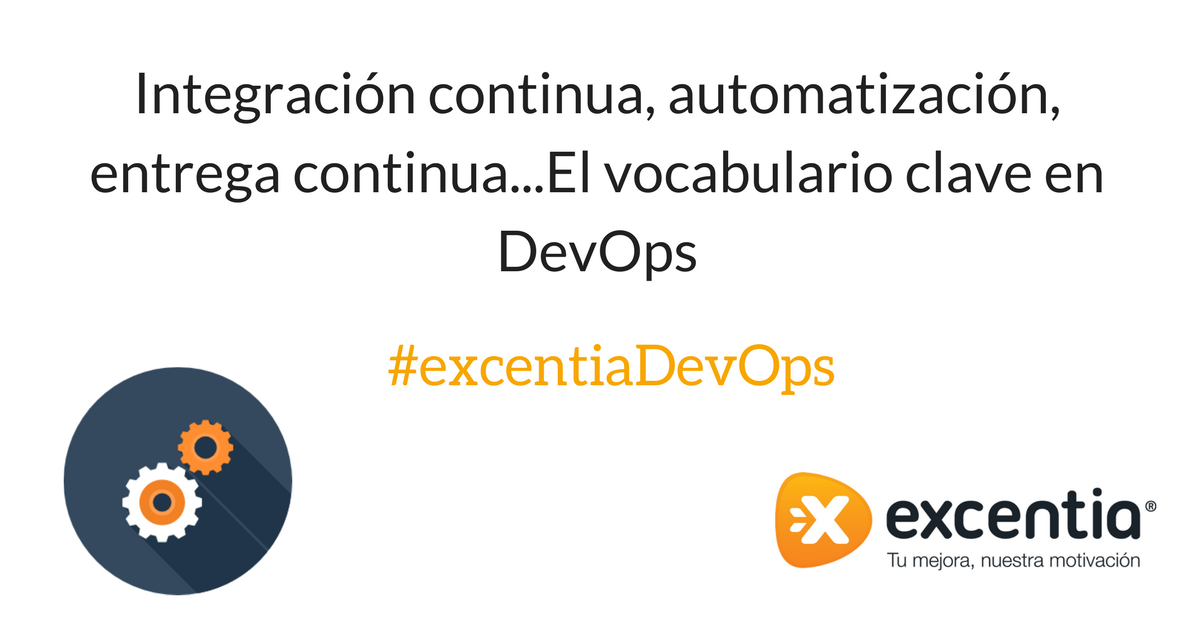 Integración continua, automatización,
entrega continua...El vocabulario clave en
DevOps
#excentiaDevOps
excentia®
Tu mejora, nuestra motivación